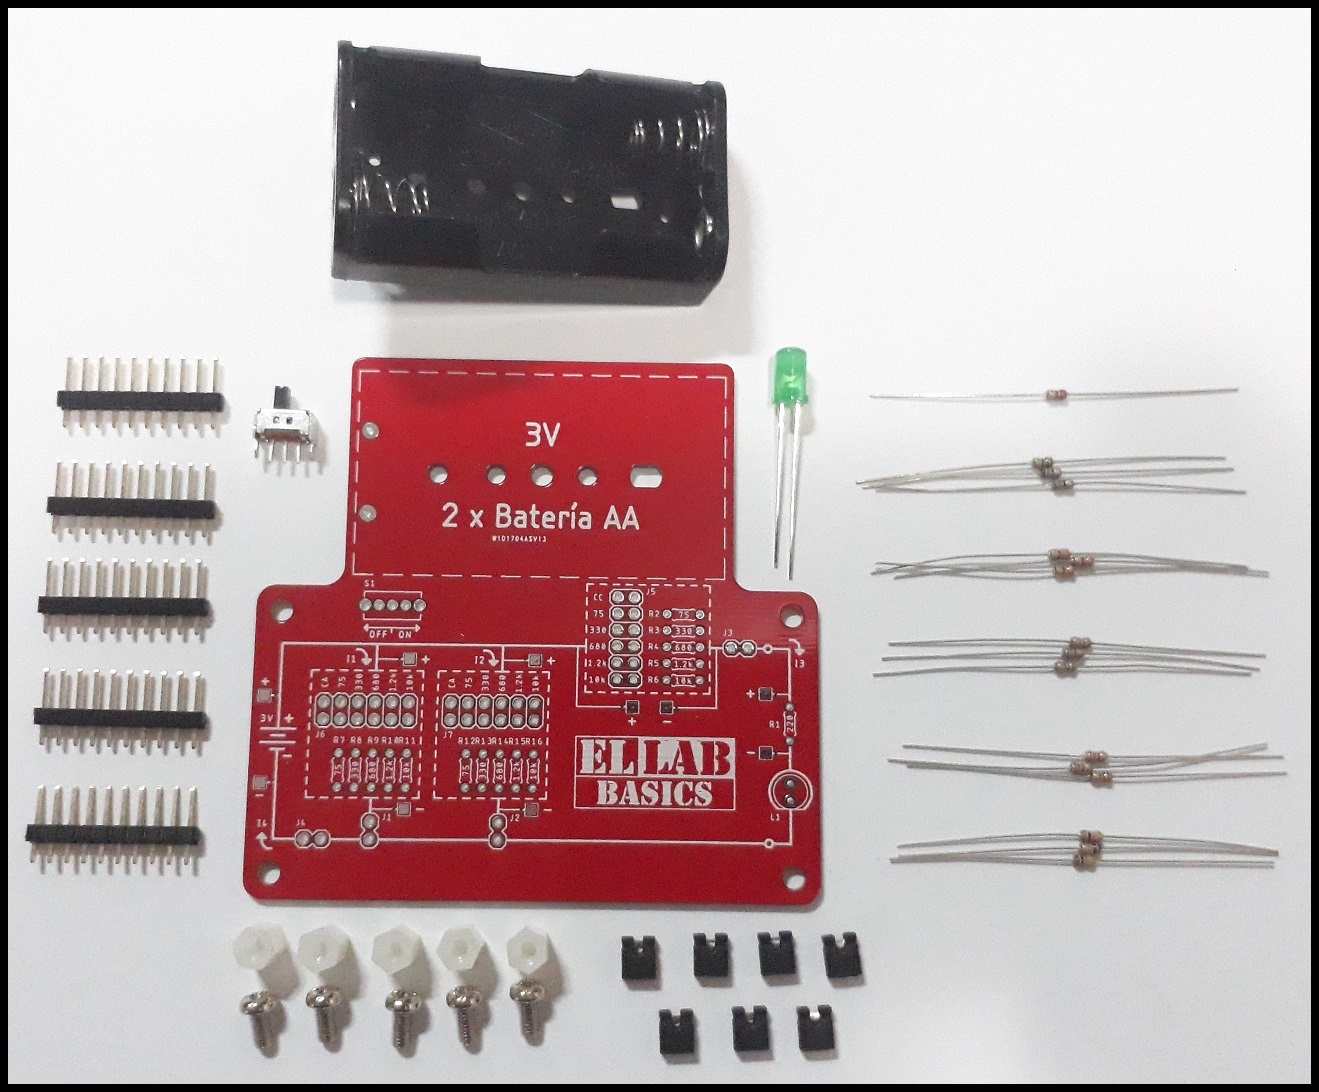 3V
2 x Batería AA
W101704ASV13
S1
OFF ON
CC
J5
75
R2
75
330
R3
330
680
R4
680
J3
1.2k
R5
1.2k
I3
10k
R6
10k
I1
+
I2
+
CA
75
330
680
1.2k
10k
CA
75
330
680
1.2k
10k
+
+
3V
+
J6
J7
+
-
R1
220
R7 R8 R9 R10 R11
R12 R13 R14 R15 R16
75
330
680
1.2k
10k
75
330
680
1.2k
10k
-
-
EL LAB
BASICS
-
-
J1
J2
L1
I4
J4